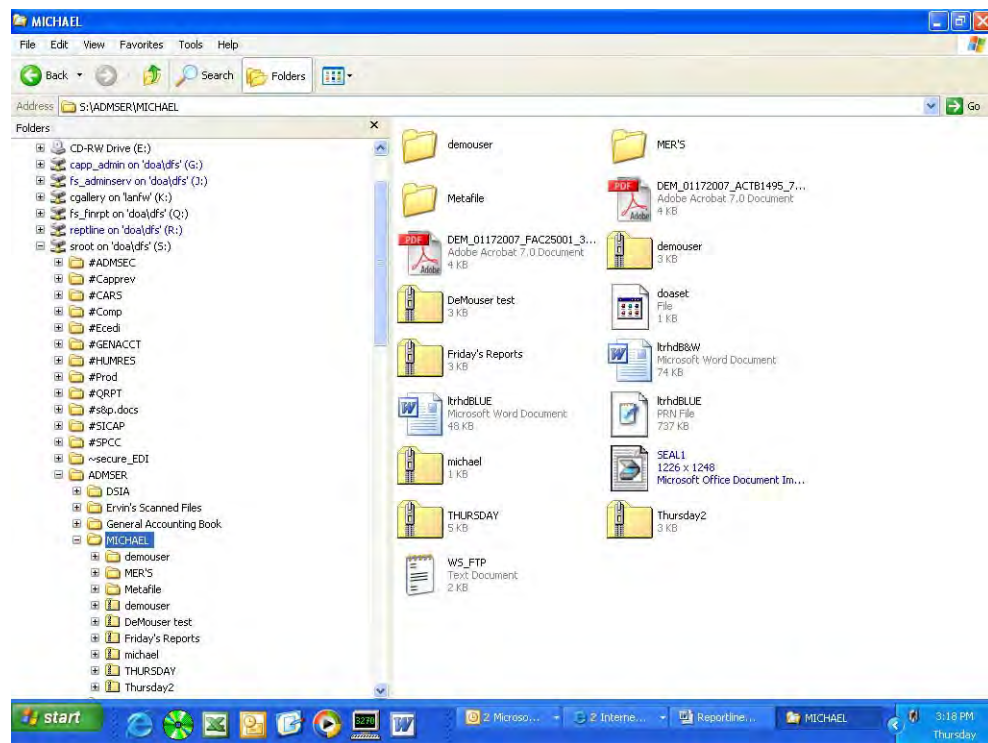 MICHAEL
File Edit View Favorites Tools Help
Back Search Folders
Address S:\ADMSER\MICHAEL Go
Folders
CD-RW Drive (E:)
capp_admin on 'doa\dfs' (G:)
fs_adminserv on 'doa\dfs' (J:)
cgallery on 'lanfw' (K:)
fs_finrpt on 'doa\dfs' (Q:)
reptline on 'doa\dfs' (R:)
sroot on 'doa\dfs' (S:)
#ADMSEC
#Capprev
#CARS
#Comp
#Ecedi
#GENACCT
#HUMRES
#Prod
#QRPT
#s&p.docs
#SICAP
#SPCC
~secure_EDI
ADMSER
DSIA
Ervin's Scanned Files
General Accounting Book
MICHAEL
demouser
MER'S
Metafile
demouser
DeMouser test
Friday's Reports
michael
THURSDAY
Thursday2
demouser
MER'S
Metafile
PDF
Adobe
DEM_01172007_ACTB1495_7...
Adobe Acrobat 7.0 Document
4 KB
PDF
Adobe
DEM_01172007_FAC25001_3...
Adobe Acrobat 7.0 Document
4 KB
demouser
3 KB
DeMouser test
3 KB
doaset
File
1 KB
Friday's Reports
3 KB
ltrhdB&W
Microsoft Word Document
74 KB
ltrhdBLUE
Microsoft Word Document
48 KB
ltrhdBLUE
PRN File
737 KB
michael
1 KB
SEAL1
1226 x 1248
Microsoft Office Document Im...
THURSDAY
5 KB
Thursday2
3 KB
WS_FTP
Text Document
2 KB
start
3270
2 Microso...
2 Interne...
Reportline...
MICHAEL
3:18 PM
Thursday